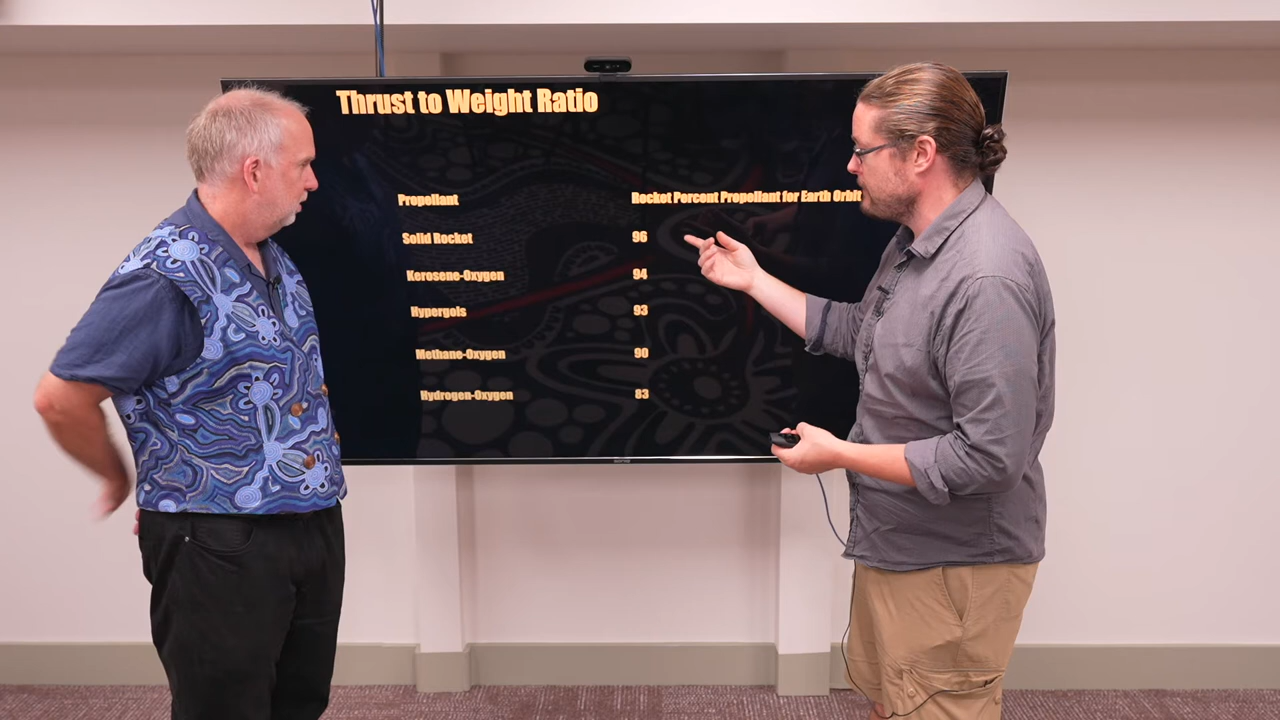 Thrust to Weight Ratio
Propellant Rocket Percent Propellant for Earth Orbit
Solid Rocket 96
Kerosene-Oxygen 94
Hypergols 93
Methane-Oxygen 90
Hydrogen-Oxygen 83